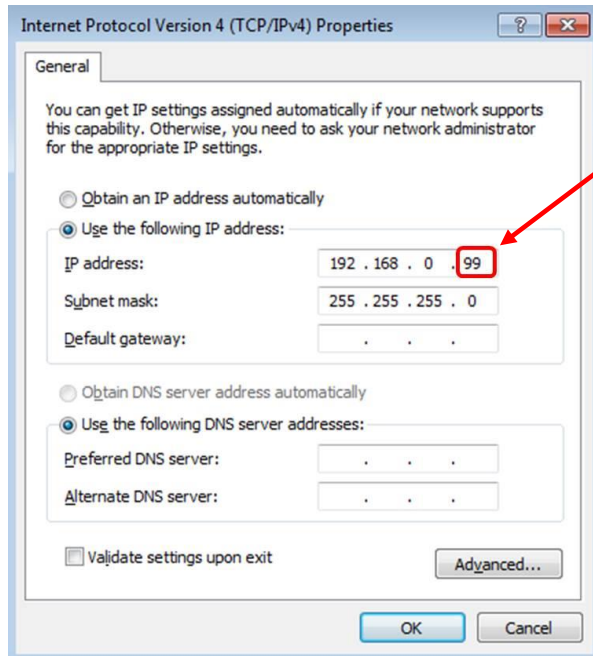 Internet Protocol Version 4 (TCP/IPv4) Properties
General
You can get IP settings assigned automatically if your network supports
this capability. Otherwise, you need to ask your network administrator
for the appropriate IP settings.
Obtain an IP address automatically
Use the following IP address:
IP address: 192 . 168 . 0 . 99
Subnet mask: 255 . 255 . 255 . 0
Default gateway: . . .
Obtain DNS server address automatically
Use the following DNS server addresses:
Preferred DNS server: . . .
Alternate DNS server: . . .
Validate settings upon exit
Advanced...
OK Cancel